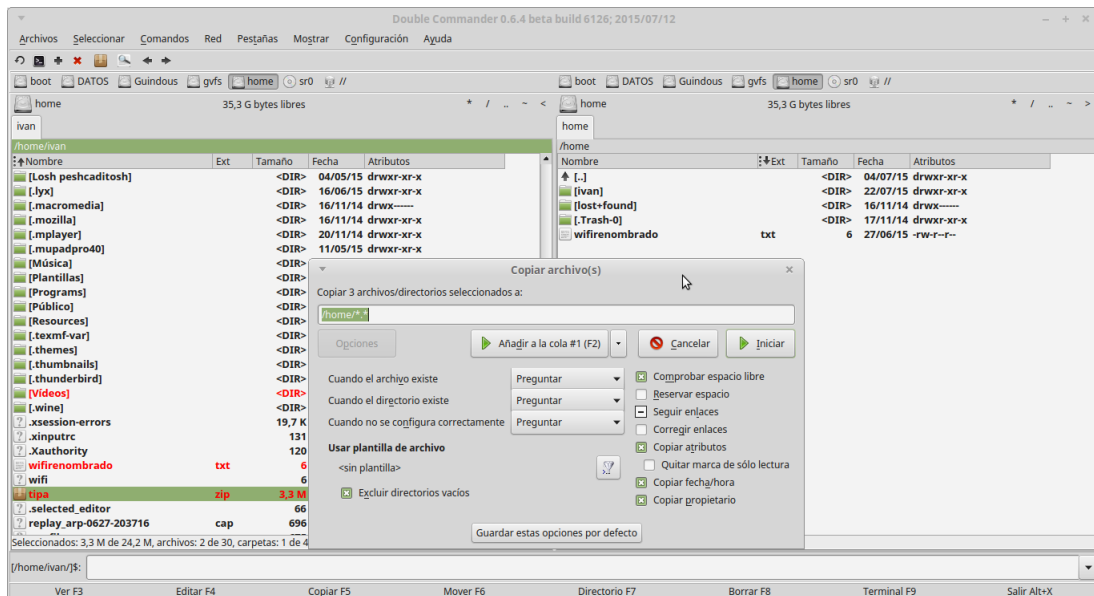 Double Commander 0.6.4 beta build 6126; 2015/07/12
Archivos Seleccionar Comandos Red Pestañas Mostrar Configuración Ayuda
boot DATOS Guindous gvfs home sr0 // boot DATOS Guindous gvfs home sr0 //
home 35,3 G bytes libres * / .. ~ < home 35,3 G bytes libres * / .. ~ >
ivan home
/home/ivan /home
Nombre Ext Tamaño Fecha Atributos Nombre Ext Tamaño Fecha Atributos
[Losh peshcaditosh] <DIR> 04/05/15 drwxr-xr-x [..] <DIR> 04/07/15 drwxr-xr-x
[.lyx] <DIR> 16/06/15 drwxr-xr-x [ivan] <DIR> 22/07/15 drwxr-xr-x
[.macromedia] <DIR> 16/11/14 drwx------ [lost+found] <DIR> 16/11/14 drwx------
[.mozilla] <DIR> 16/11/14 drwxr-xr-x [.Trash-0] <DIR> 17/11/14 drwxr-xr-x
[.mplayer] <DIR> 20/11/14 drwxr-xr-x wifirenombrado txt 6 27/06/15 -rw-r--r--
[.mupadpro40] <DIR> 11/05/15 drwxr-xr-x
[Música] <DIR>
[Plantillas] <DIR>
[Programs] <DIR>
[Público] <DIR>
[Resources] <DIR>
[.texmf-var] <DIR>
[.themes] <DIR>
[.thumbnails] <DIR>
[.thunderbird] <DIR>
[Vídeos] <DIR>
[.wine] <DIR>
.xsession-errors 19,7 K
.xinputrc 131
.Xauthority 120
wifirenombrado txt 6
wifi 6
tipa zip 3,3 M
.selected_editor 66
replay_arp-0627-203716 cap 696
Seleccionados: 3,3 M de 24,2 M, archivos: 2 de 30, carpetas: 1 de 4
Copiar archivo(s)
Copiar 3 archivos/directorios seleccionados a:
/home/*.*
Opciones Añadir a la cola #1 (F2) Cancelar Iniciar
Cuando el archivo existe Preguntar
Cuando el directorio existe Preguntar
Cuando no se configura correctamente Preguntar
Usar plantilla de archivo
<sin plantilla>
Excluir directorios vacíos
Comprobar espacio libre
Reservar espacio
Seguir enlaces
Corregir enlaces
Copiar atributos
Quitar marca de sólo lectura
Copiar fecha/hora
Copiar propietario
Guardar estas opciones por defecto
[/home/ivan/]$:
Ver F3 Editar F4 Copiar F5 Mover F6 Directorio F7 Borrar F8 Terminal F9 Salir Alt+X